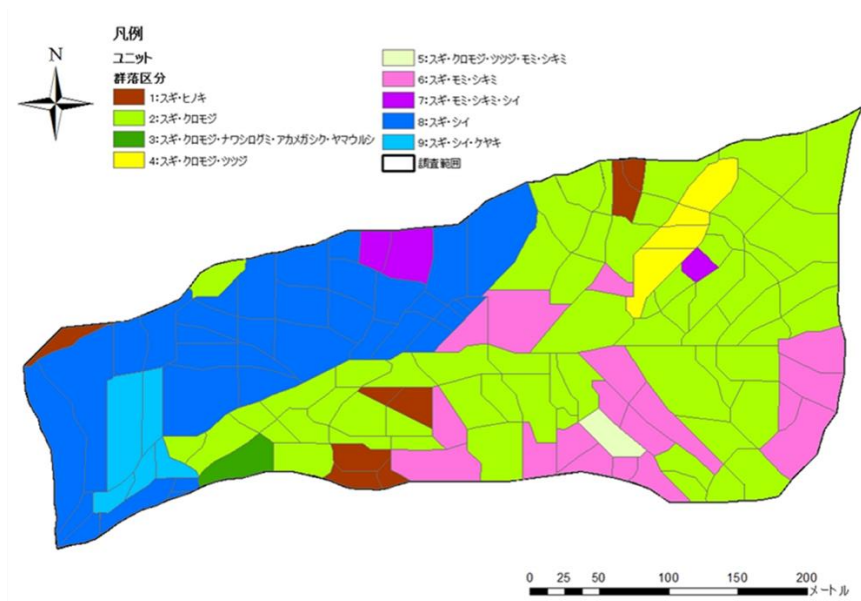 凡例
N
ユニット
群落区分
1:スギ・ヒノキ
2:スギ・クロモジ
3:スギ・クロモジ・ナワシログミ・アカメガシワ・ヤマウルシ
4:スギ・クロモジ・ツツジ
5:スギ・クロモジ・ツツジ・モミ・シキミ
6:スギ・モミ・シキミ
7:スギ・モミ・シキミ・シイ
8:スギ・シイ
9:スギ・シイ・ケヤキ
調査範囲
0 25 50 100 150 200
メートル